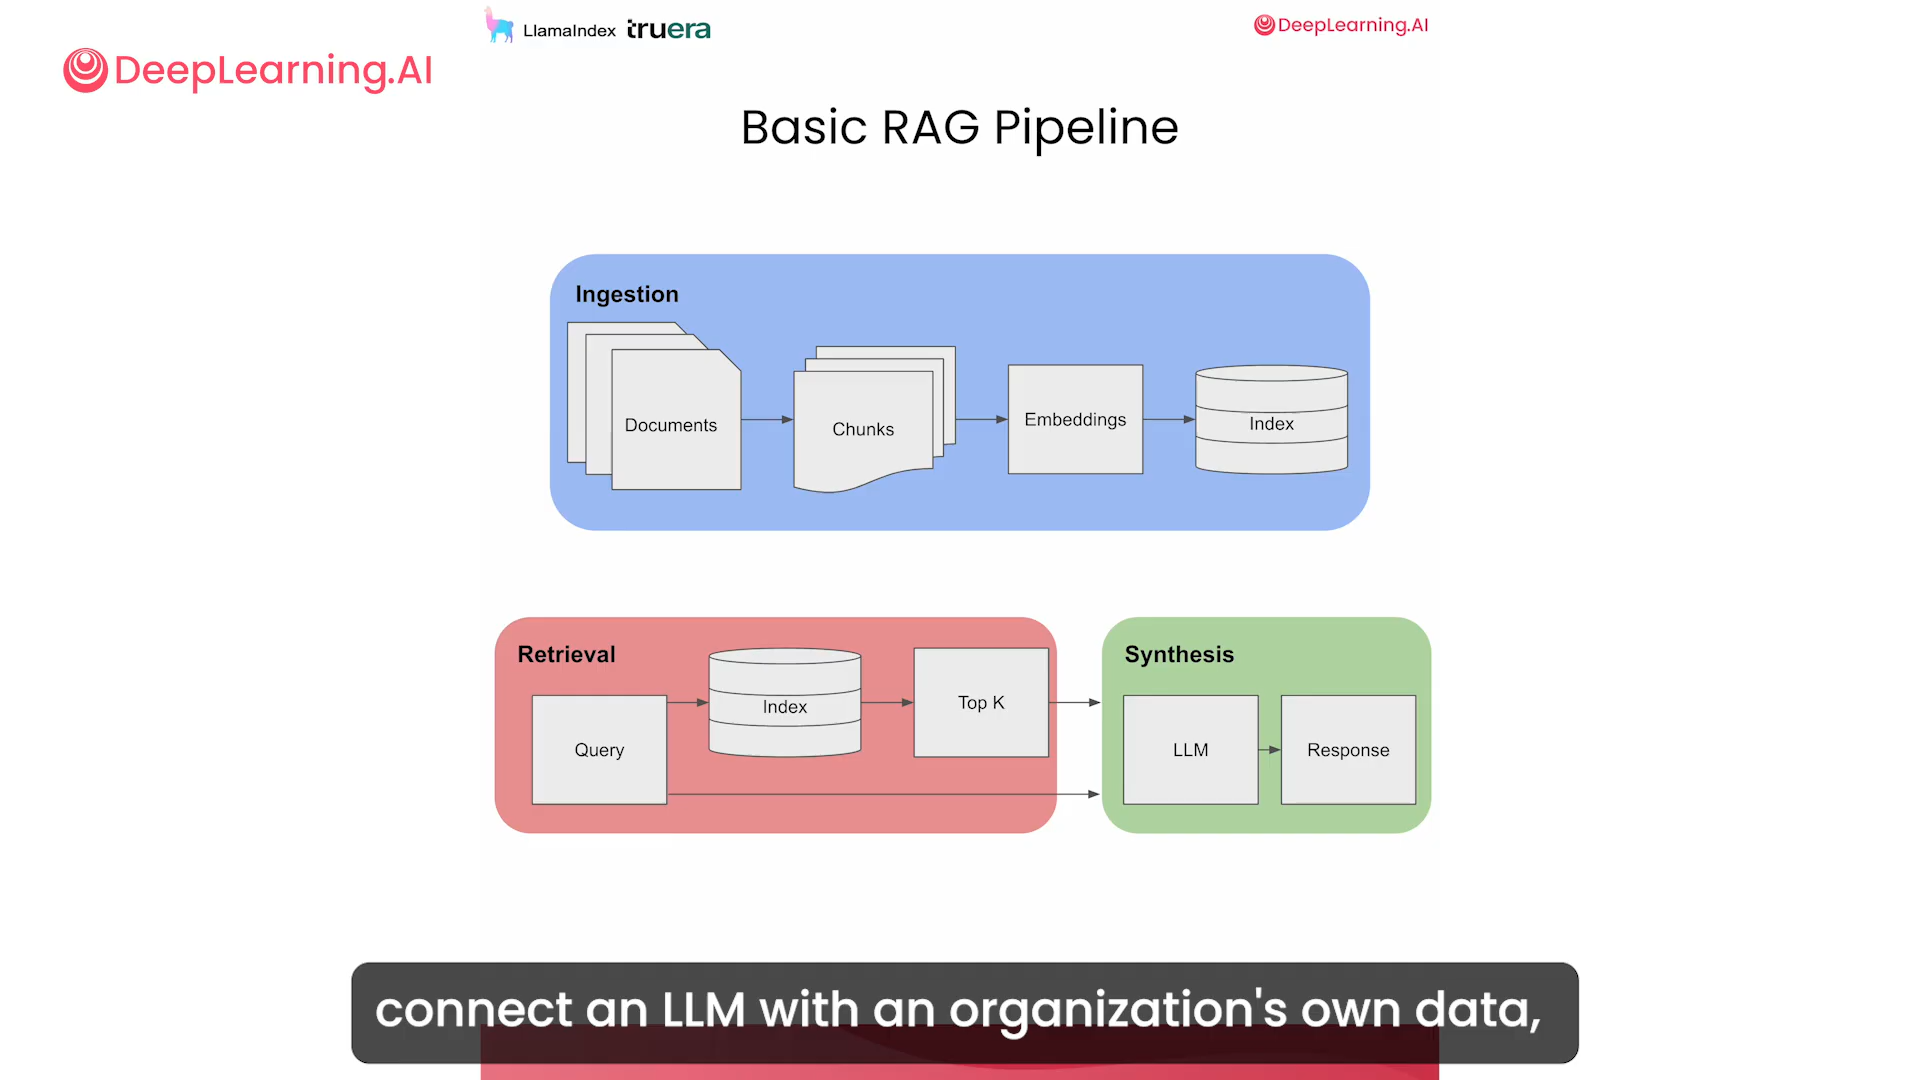 LlamaIndex truera
DeepLearning.AI
DeepLearning.AI
Basic RAG Pipeline
Ingestion
Documents
Chunks
Embeddings
Index
Retrieval
Query
Index
Top K
Synthesis
LLM
Response
connect an LLM with an organization's own data,